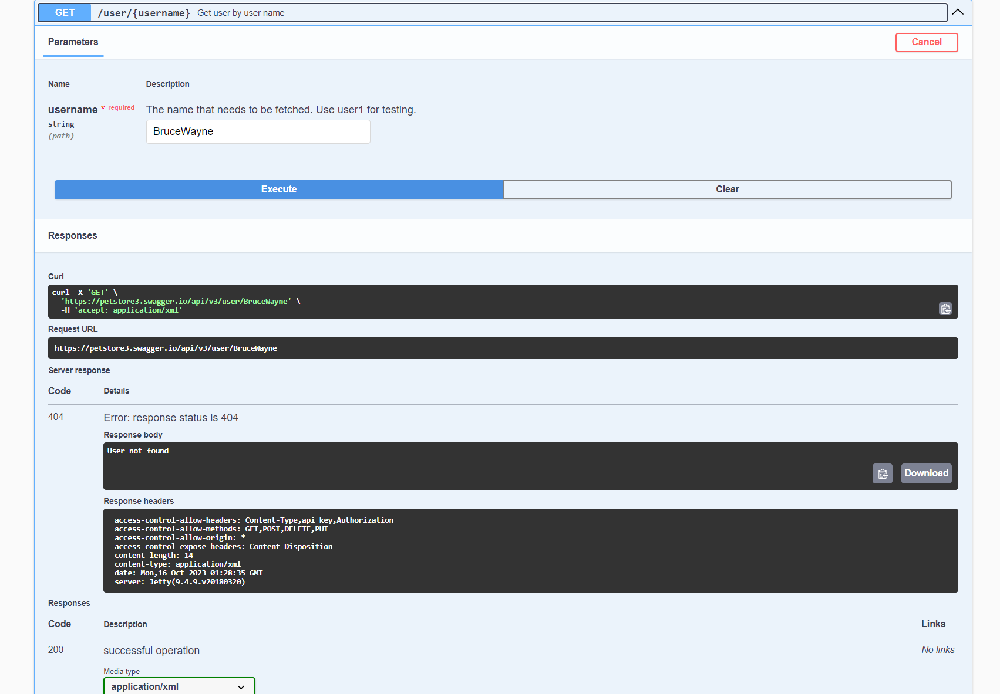 GET /user/{username} Get user by user name
Parameters
Cancel
Name Description
username * required
string
(path)
The name that needs to be fetched. Use user1 for testing.
BruceWayne
Execute Clear
Responses
Curl
curl -X 'GET' \
'https://petstore3.swagger.io/api/v3/user/BruceWayne' \
-H 'accept: application/xml'
Request URL
https://petstore3.swagger.io/api/v3/user/BruceWayne
Server response
Code Details
404 Error: response status is 404
Response body
User not found
Download
Response headers
access-control-allow-headers: Content-Type,api_key,Authorization
access-control-allow-methods: GET,POST,DELETE,PUT
access-control-allow-origin: *
access-control-expose-headers: Content-Disposition
content-length: 14
content-type: application/xml
date: Mon,16 Oct 2023 01:28:35 GMT
server: Jetty(9.4.9.v20180320)
Responses
Code Description Links
200 successful operation No links
Media type
application/xml